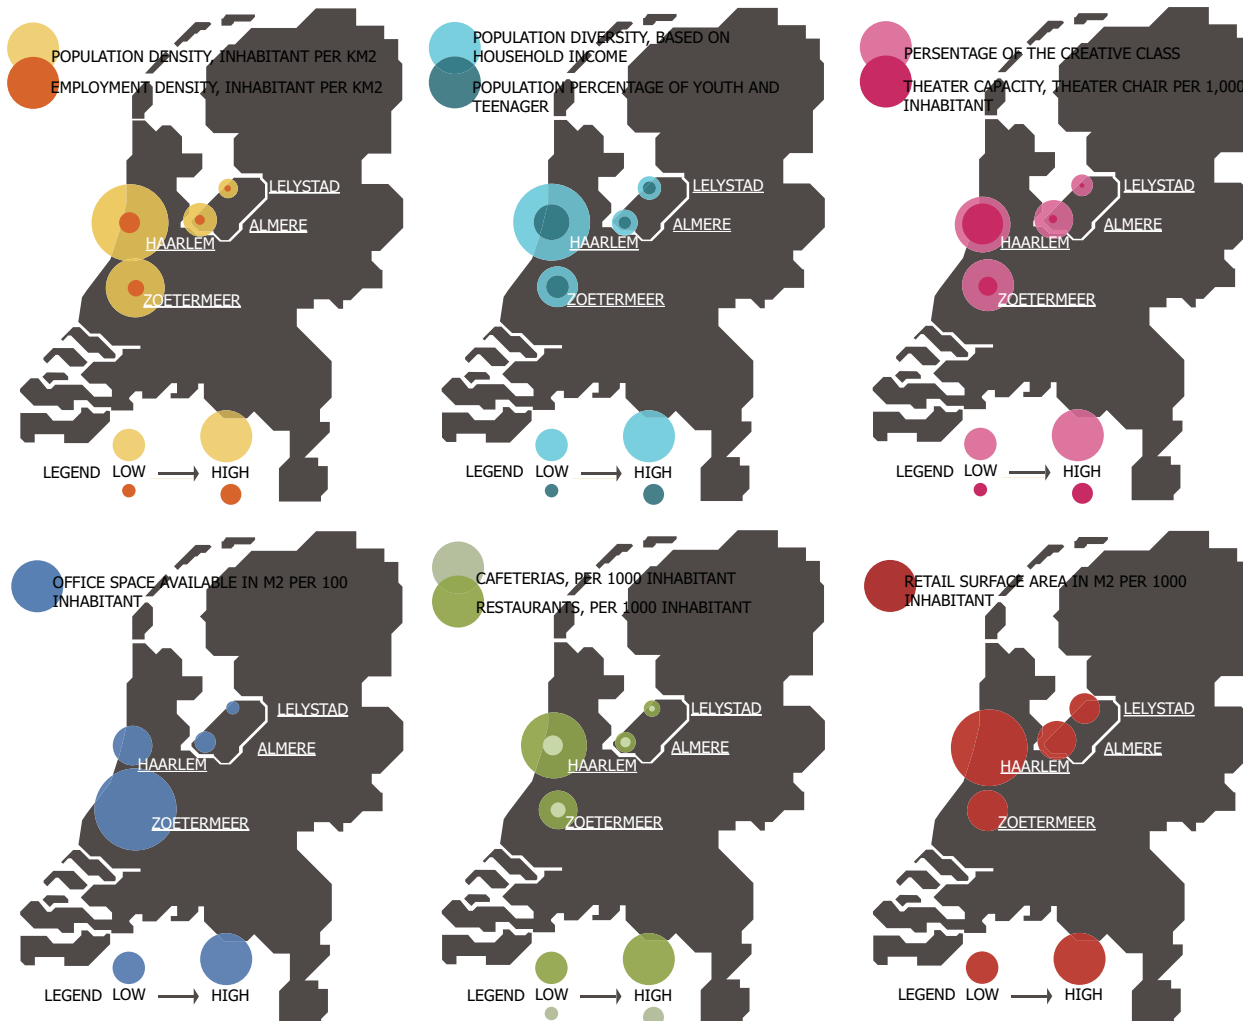 POPULATION DENSITY, INHABITANT PER KM2
EMPLOYMENT DENSITY, INHABITANT PER KM2
LELYSTAD
ALMERE
HAARLEM
ZOETERMEER
LEGEND LOW HIGH
POPULATION DIVERSITY, BASED ON
HOUSEHOLD INCOME
POPULATION PERCENTAGE OF YOUTH AND
TEENAGER
LELYSTAD
ALMERE
HAARLEM
ZOETERMEER
LEGEND LOW HIGH
PERSENTAGE OF THE CREATIVE CLASS
THEATER CAPACITY, THEATER CHAIR PER 1,000
INHABITANT
LELYSTAD
ALMERE
HAARLEM
ZOETERMEER
LEGEND LOW HIGH
OFFICE SPACE AVAILABLE IN M2 PER 100
INHABITANT
LELYSTAD
ALMERE
HAARLEM
ZOETERMEER
LEGEND LOW HIGH
CAFETERIAS, PER 1000 INHABITANT
RESTAURANTS, PER 1000 INHABITANT
LELYSTAD
ALMERE
HAARLEM
ZOETERMEER
LEGEND LOW HIGH
RETAIL SURFACE AREA IN M2 PER 1000
INHABITANT
LELYSTAD
ALMERE
HAARLEM
ZOETERMEER
LEGEND LOW HIGH